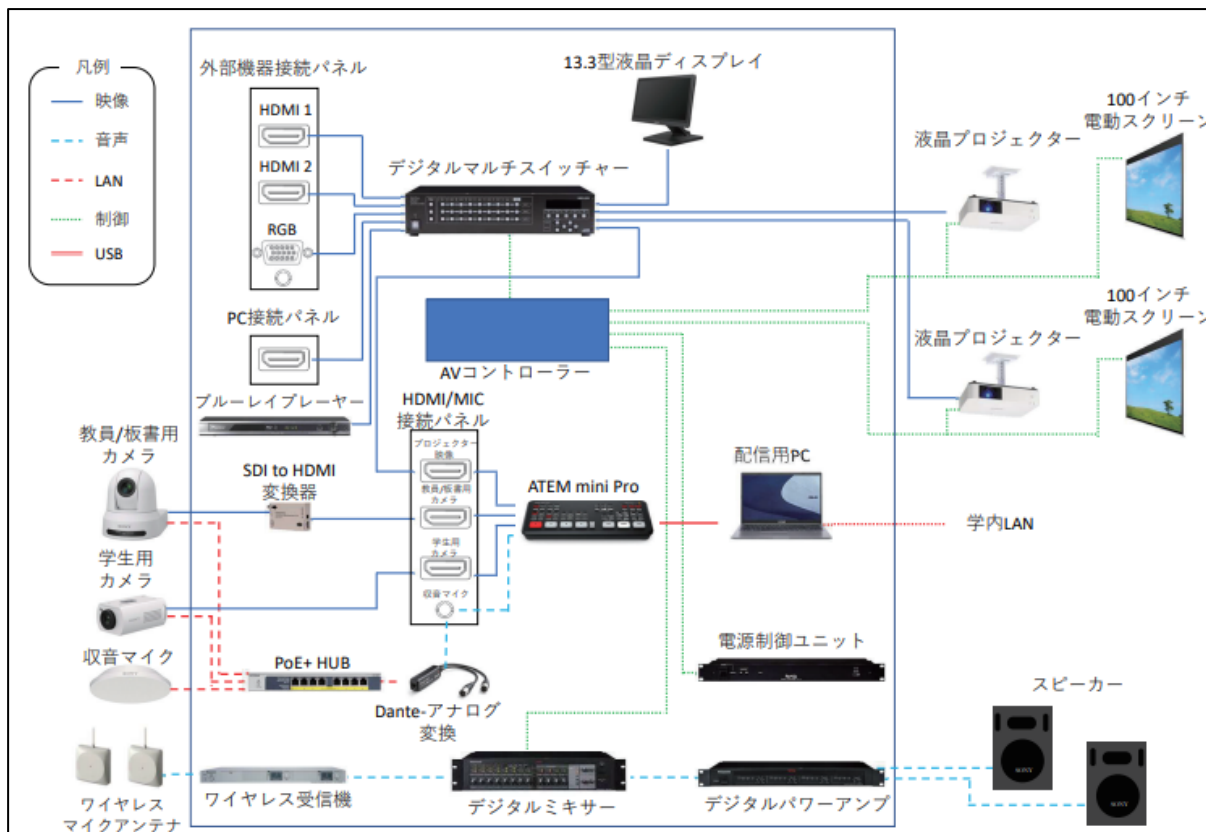 凡例
映像
音声
LAN
制御
USB
外部機器接続パネル
HDMI 1
HDMI 2
RGB
PC接続パネル
ブルーレイプレーヤー
13.3型液晶ディスプレイ
デジタルマルチスイッチャー
AVコントローラー
液晶プロジェクター
100インチ
電動スクリーン
液晶プロジェクター
100インチ
電動スクリーン
教員/板書用
カメラ
SDI to HDMI
変換器
HDMI/MIC
接続パネル
プロジェクター
映像
教員/板書用
カメラ
学生用
カメラ
収音マイク
ATEM mini Pro
配信用PC
学内LAN
学生用
カメラ
収音マイク
PoE+ HUB
Dante-アナログ
変換
電源制御ユニット
スピーカー
SONY
SONY
ワイヤレス
マイクアンテナ
ワイヤレス受信機
デジタルミキサー
デジタルパワーアンプ